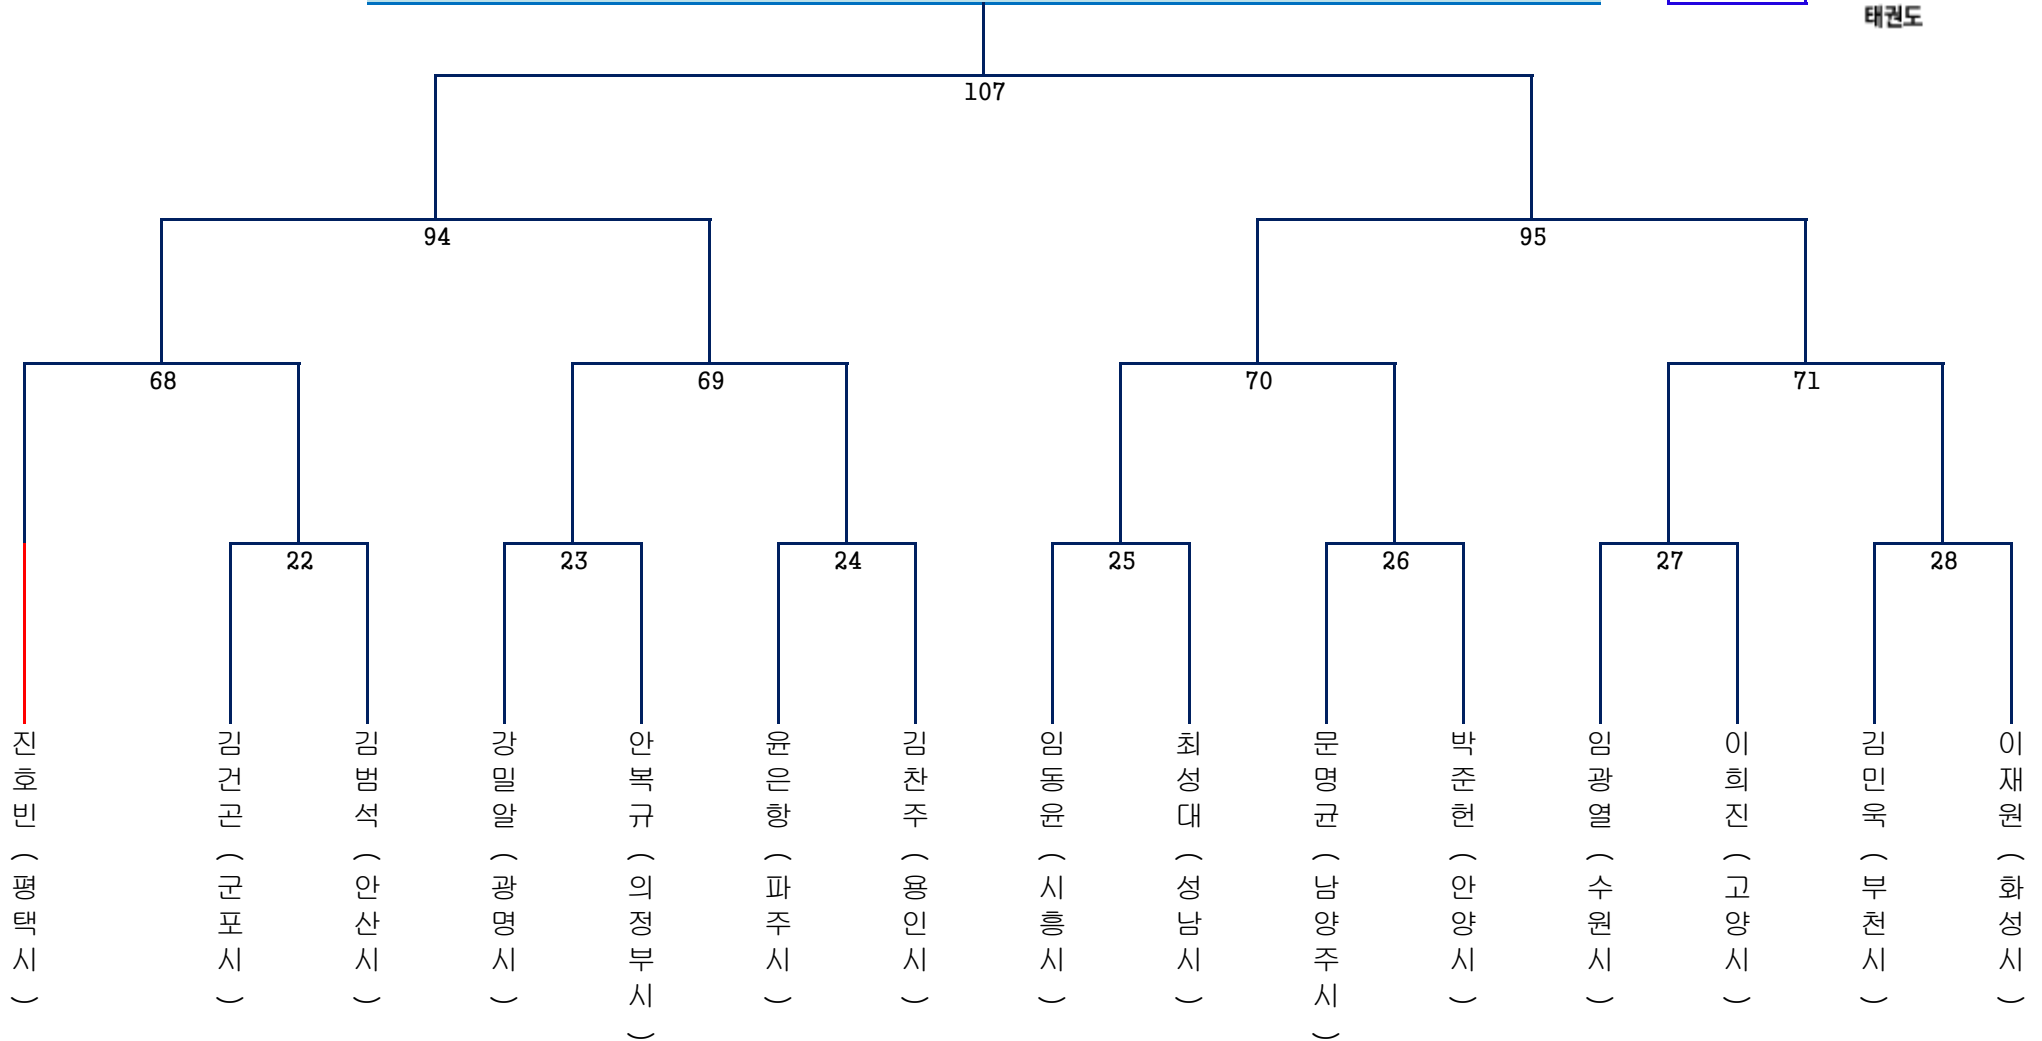 태권도
107
94
95
68
69
70
71
22
23
24
25
26
27
28
진호빈(평택시)
김건곤(군포시)
김범석(안산시)
강밀알(광명시)
안복규(의정부시)
윤은항(파주시)
김찬주(용인시)
임동윤(시흥시)
최성대(성남시)
문명균(남양주시)
박준헌(안양시)
임광열(수원시)
이희진(고양시)
김민욱(부천시)
이재원(화성시)